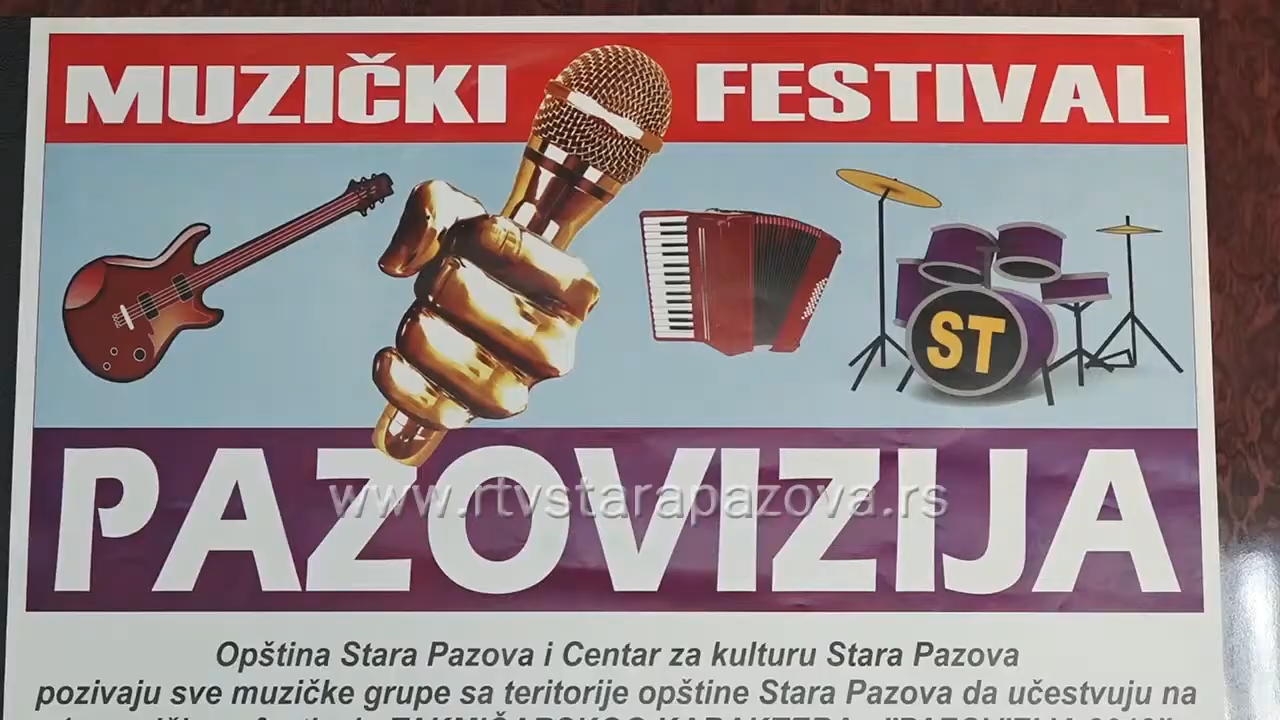 MUZIČKI FESTIVAL
ST
PAZOVIZIJA
www.rtvstarapazova.rs
Opština Stara Pazova i Centar za kulturu Stara Pazova
pozivaju sve muzičke grupe sa teritorije opštine Stara Pazova da učestvuju na